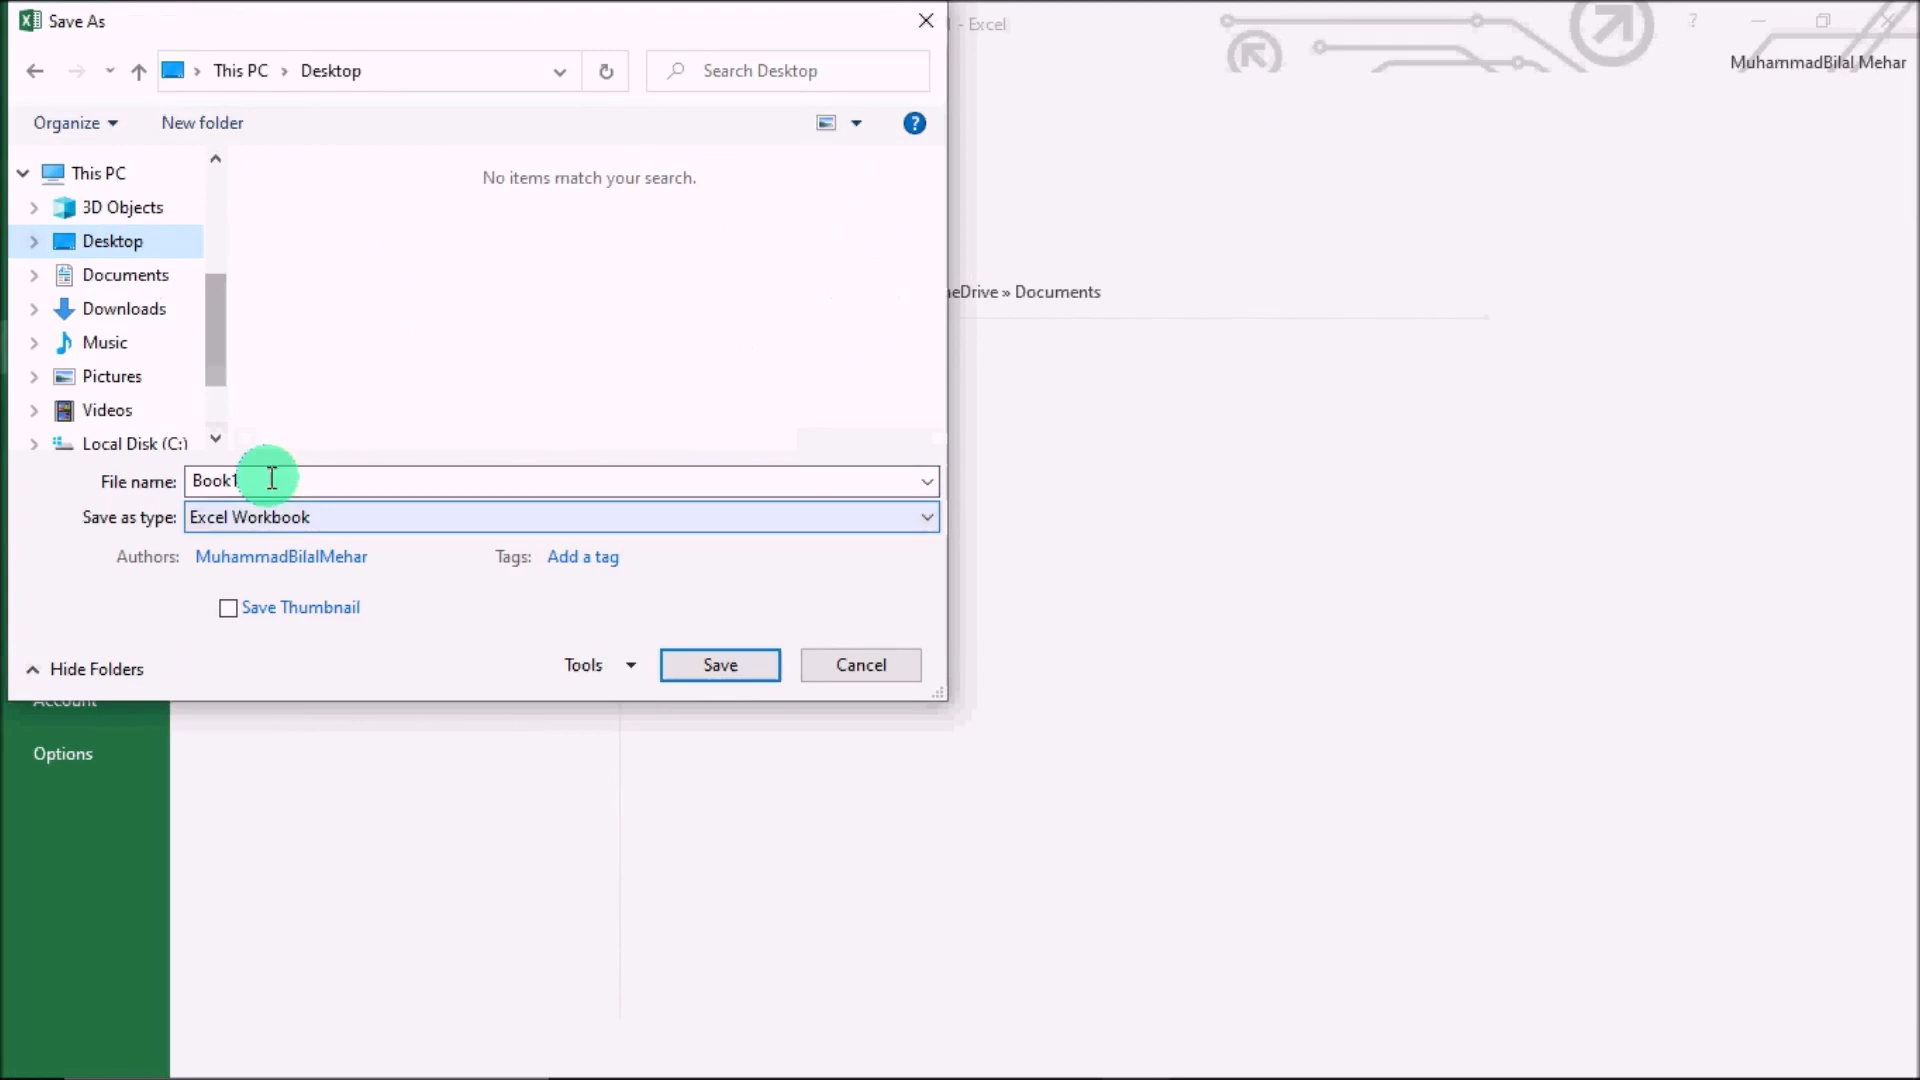 Save As
- Excel
MuhammadBilal Mehar
This PC
Desktop
Search Desktop
Organize
New folder
No items match your search.
This PC
3D Objects
Desktop
Documents
Downloads
Music
Pictures
Videos
Local Disk (C:)
» Documents
File name: Book1
Save as type: Excel Workbook
Authors: MuhammadBilalMehar Tags: Add a tag
Save Thumbnail
Hide Folders
Tools
Save
Cancel
Account
Options